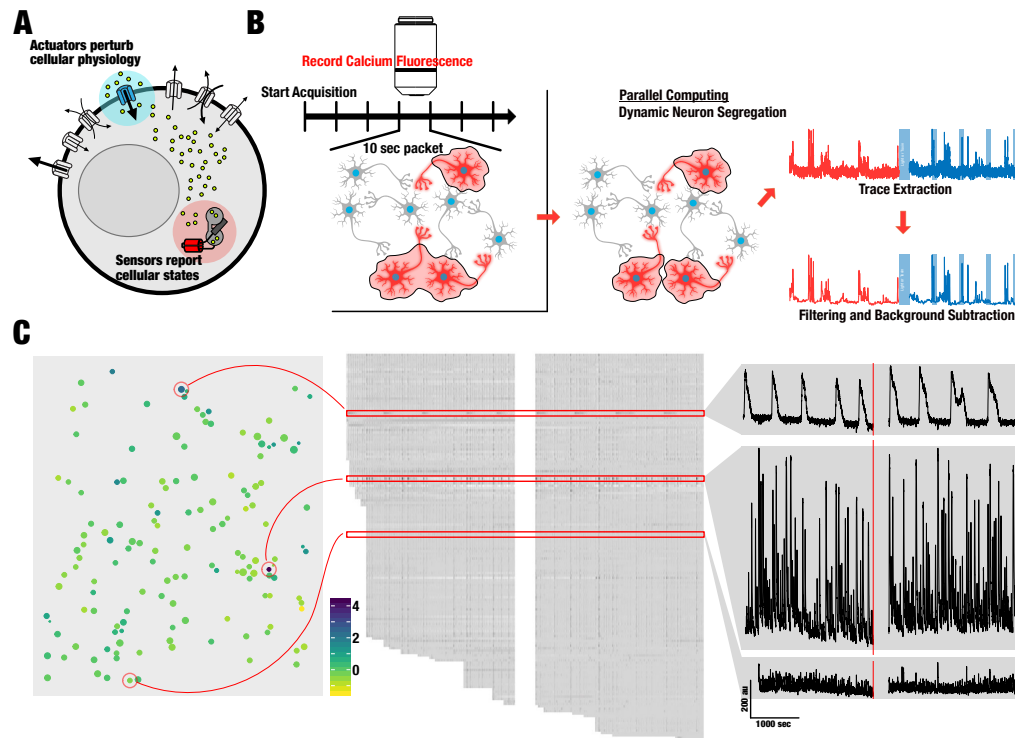 A
Actuators perturb
cellular physiology
Sensors report
cellular states
B
Record Calcium Fluorescence
Start Acquisition
10 sec packet
Parallel Computing
Dynamic Neuron Segregation
Trace Extraction
Filtering and Background Subtraction
C
4
2
0
200 au
1000 sec